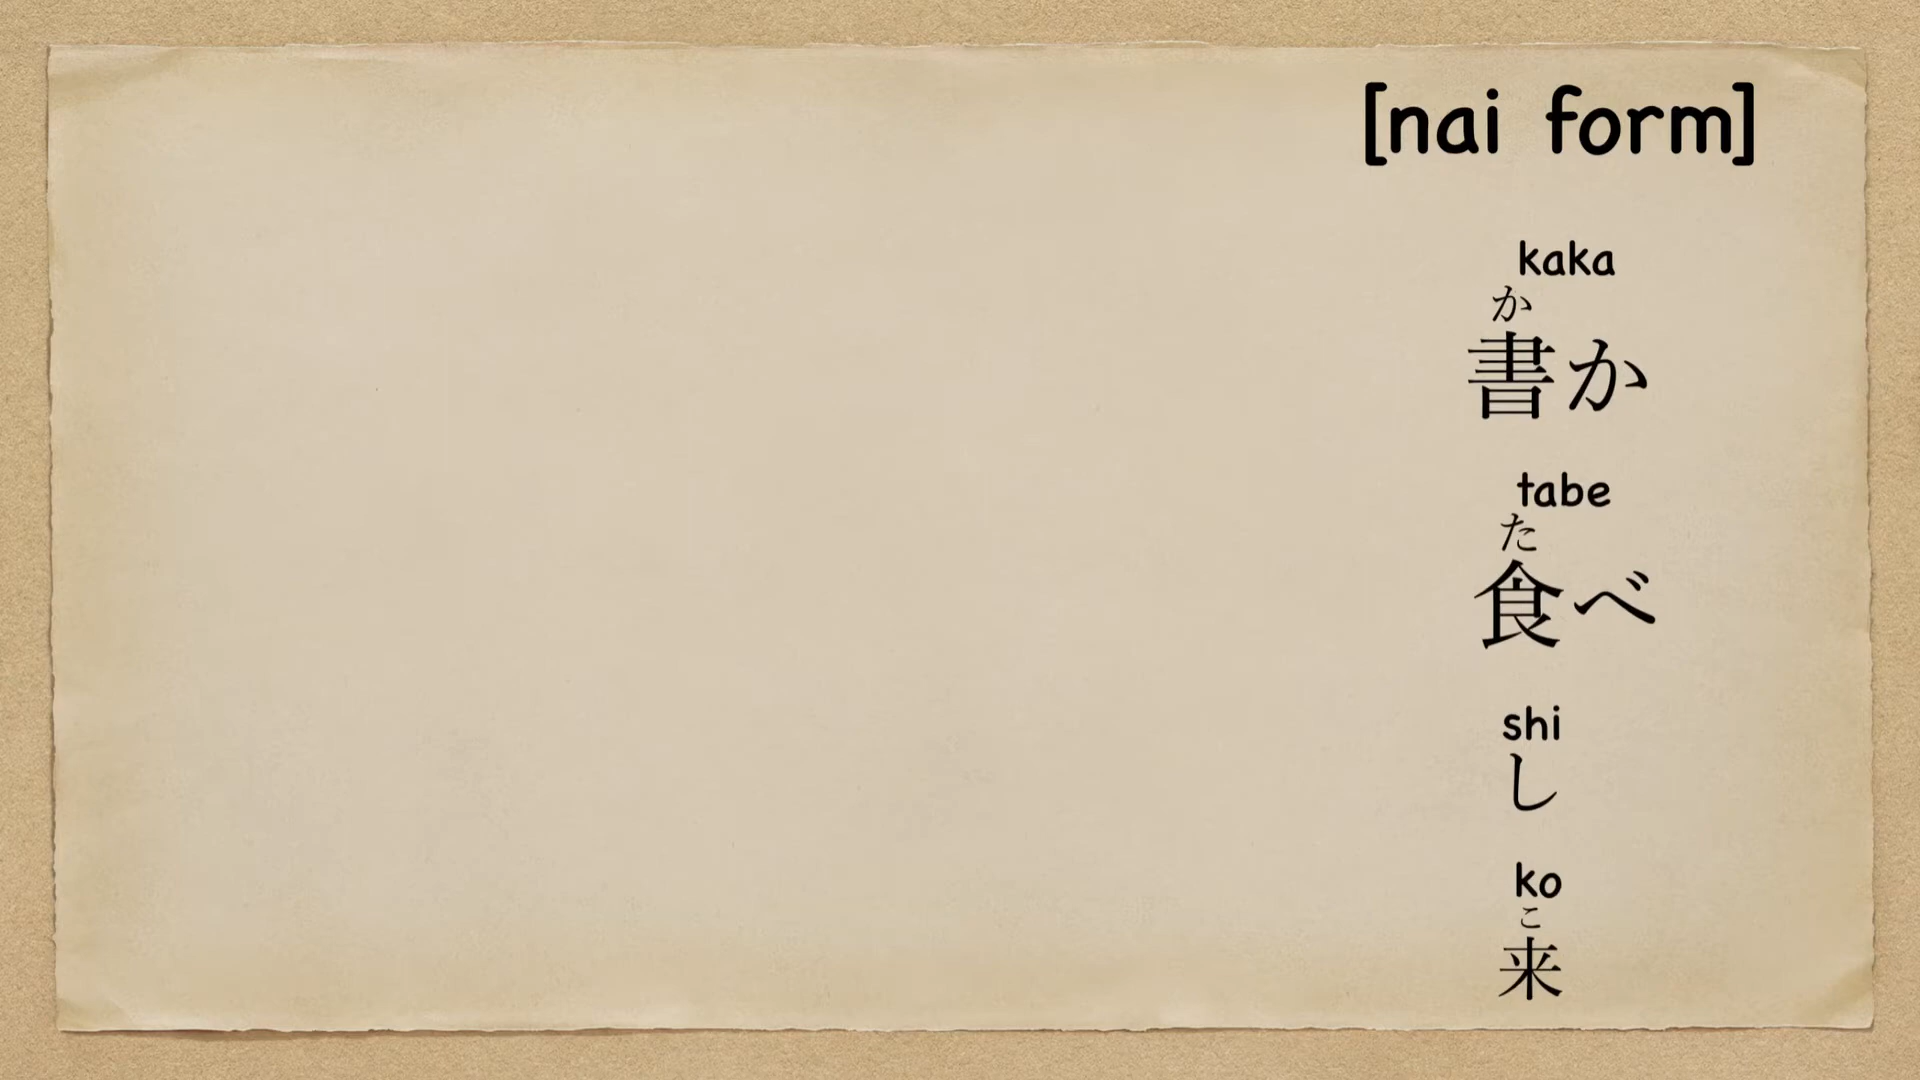 [nai form]
kaka
か
書か
tabe
た
食べ
shi
し
ko
こ
来